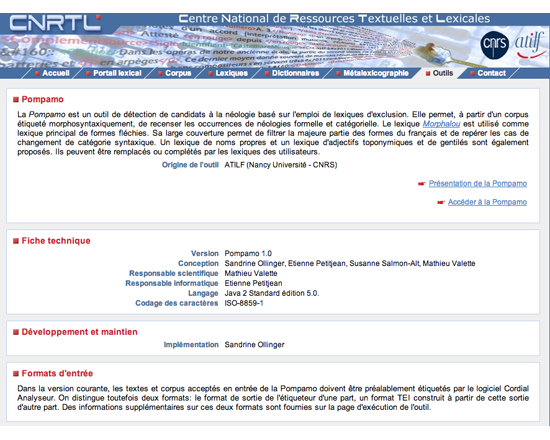 CNRTL Centre National de Ressources Textuelles et Lexicales
cnrs atilf
Accueil Portail lexical Corpus Lexiques Dictionnaires Métalexicographie Outils Contact
Pompamo
La Pompamo est un outil de détection de candidats à la néologie basé sur l'emploi de lexiques d'exclusion. Elle permet, à partir d'un corpus
étiqueté morphosyntaxiquement, de recenser les occurences de néologies formelle et catégorielle. Le lexique Morphalou est utilisé comme
lexique principal de formes fléchies. Sa large couverture permet de filtrer la majeure partie des formes du français et de repérer les cas de
changement de catégorie syntaxique. Un lexique de noms propres et un lexique d'adjectifs toponymiques et de gentilés sont également
proposés. Ils peuvent être remplacés ou complétés par les lexiques des utilisateurs.
Origine de l'outil ATILF (Nancy Université - CNRS)
Présentation de la Pompamo
Accéder à la Pompamo
Fiche technique
Version Pompamo 1.0
Conception Sandrine Ollinger, Etienne Petitjean, Susanne Salmon-Alt, Mathieu Valette
Responsable scientifique Mathieu Valette
Responsable informatique Etienne Petitjean
Langage Java 2 Standard édition 5.0.
Codage des caractères ISO-8859-1
Développement et maintien
Implémentation Sandrine Ollinger
Formats d'entrée
Dans la version courante, les textes et corpus acceptés en entrée de la Pompamo doivent être préalablement étiquetés par le logiciel Cordial
Analyseur. On distingue toutefois deux formats: le format de sortie de l'étiqueteur d'une part, un format TEI construit à partir de cette sortie
d'autre part. Des informations supplémentaires sur ces deux formats sont fournies sur la page d'exécution de l'outil.